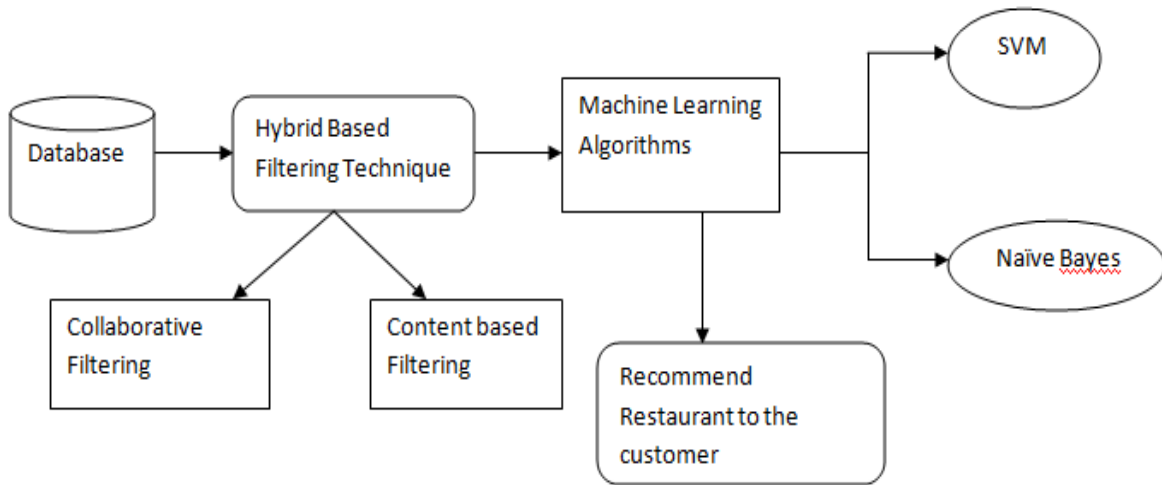 SVM
Machine Learning
Algorithms
Hybrid Based
Filtering Technique
Database
Naïve Bayes
Collaborative
Filtering
Content based
Filtering
Recommend
Restaurant to the
customer